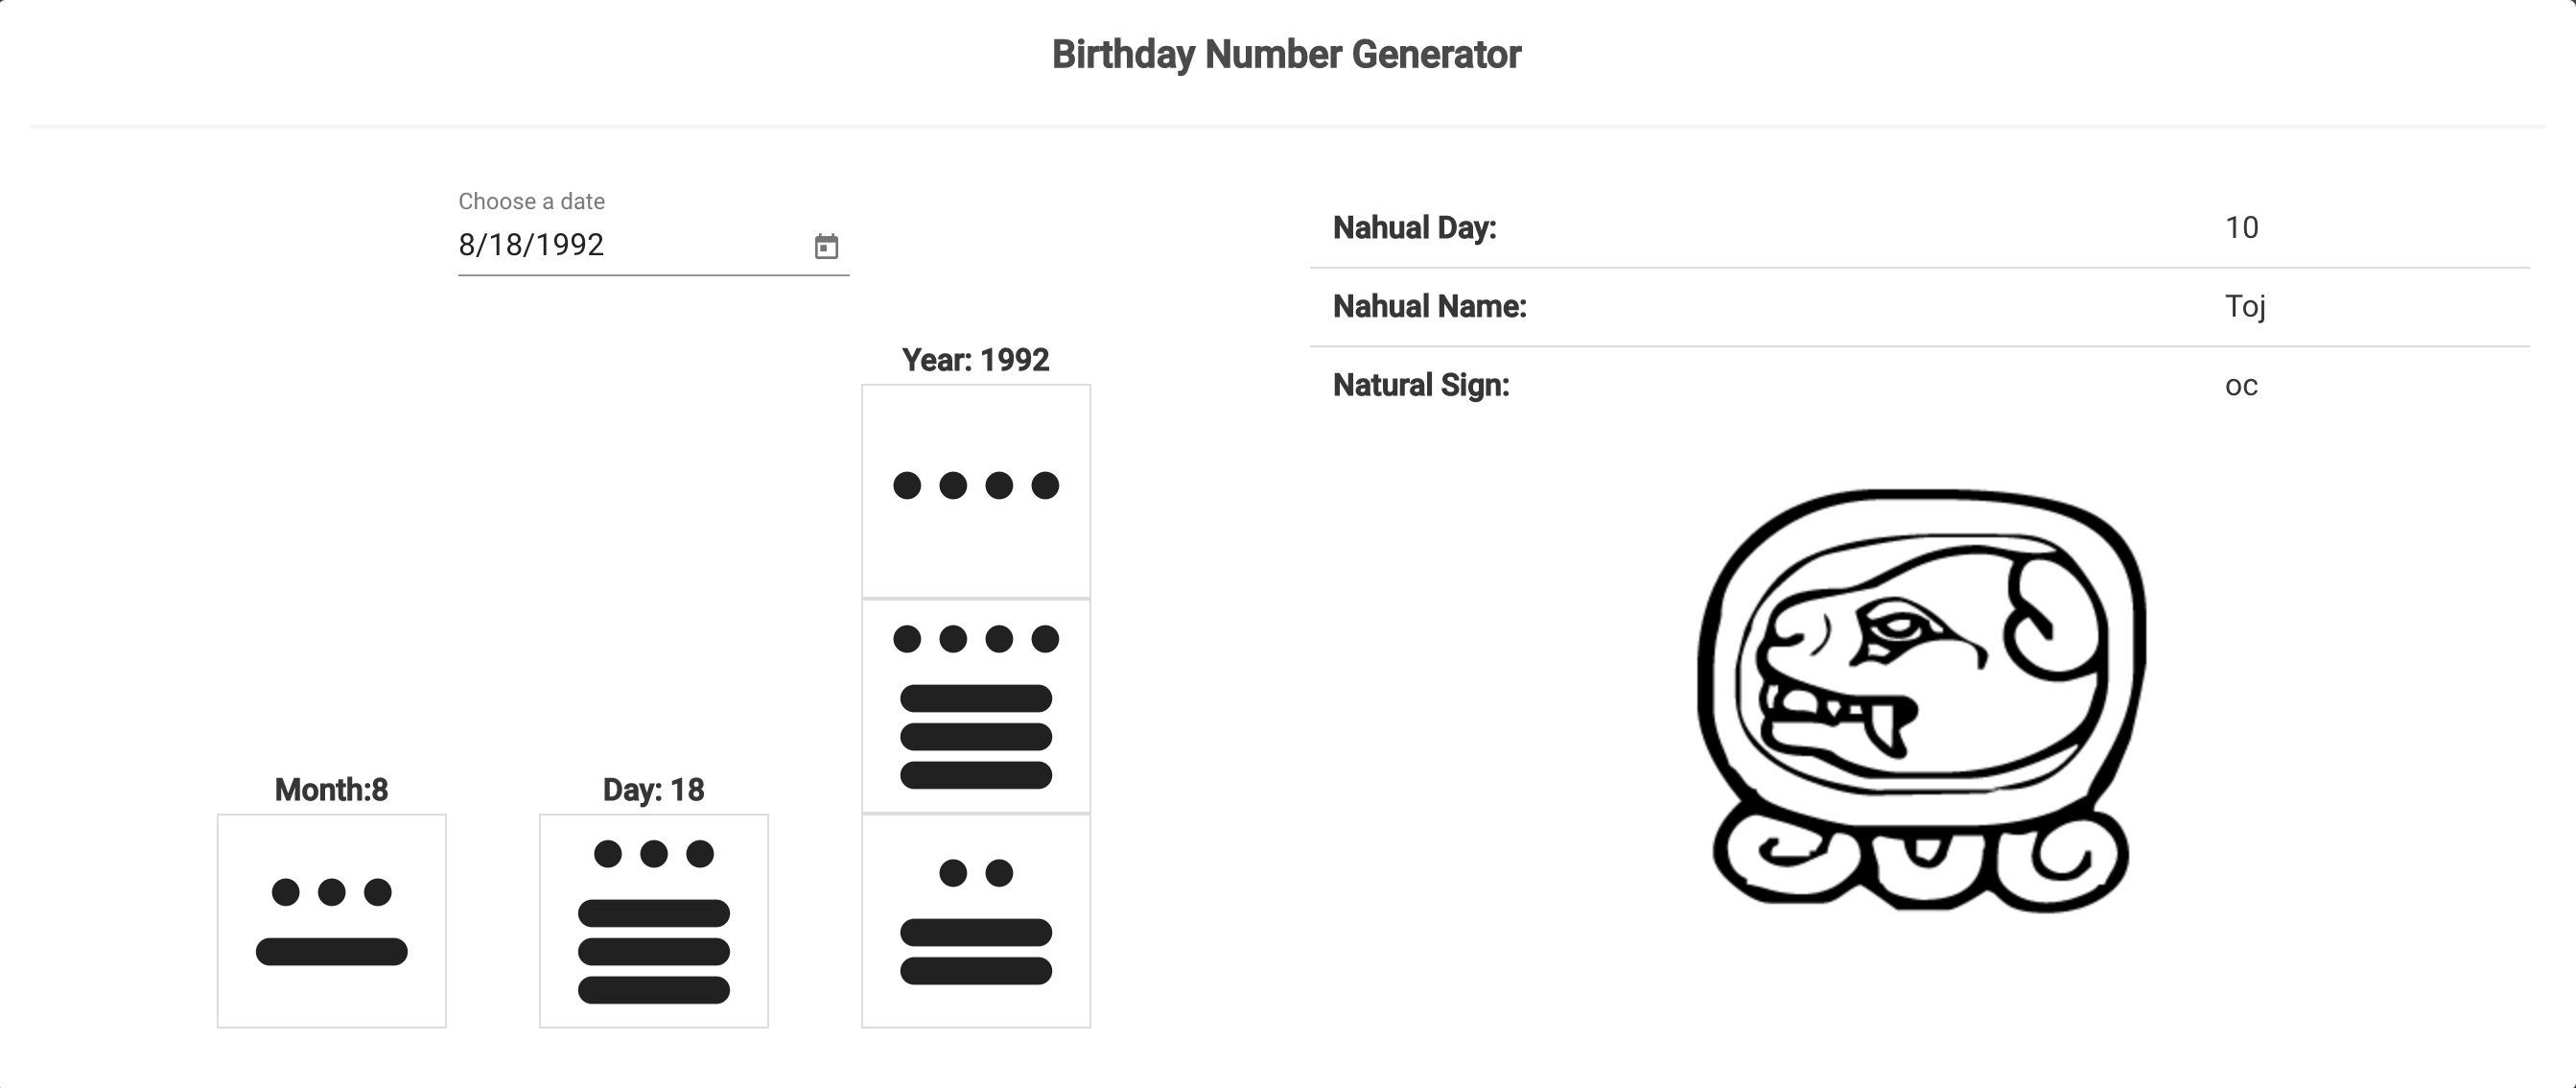 Birthday Number Generator
Choose a date
8/18/1992
Year: 1992
Month:8
Day: 18
Nahual Day: 10
Nahual Name: Toj
Natural Sign: oc